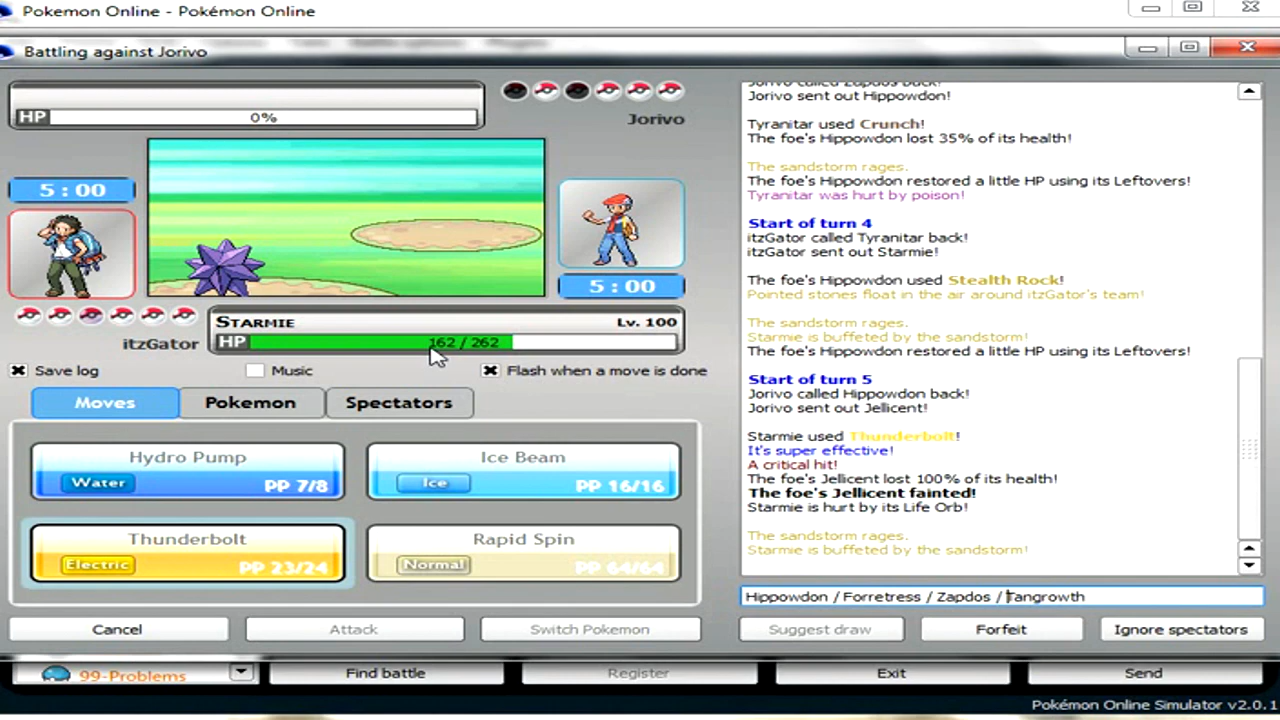 Pokemon Online - Pokémon Online
Battling against Jorivo
HP 0%
Jorivo
5 : 00
5 : 00
STARMIE Lv. 100
HP 162 / 262
itzGator
Save log
Music
Flash when a move is done
Moves
Pokemon
Spectators
Hydro Pump
Water PP 7/8
Ice Beam
Ice PP 16/16
Thunderbolt
Electric PP 23/24
Rapid Spin
Normal PP 64/64
Cancel
Attack
Switch Pokemon
Jorivo called Zapdos back!
Jorivo sent out Hippowdon!
Tyranitar used Crunch!
The foe's Hippowdon lost 35% of its health!
The sandstorm rages.
The foe's Hippowdon restored a little HP using its Leftovers!
Tyranitar was hurt by poison!
Start of turn 4
itzGator called Tyranitar back!
itzGator sent out Starmie!
The foe's Hippowdon used Stealth Rock!
Pointed stones float in the air around itzGator's team!
The sandstorm rages.
Starmie is buffeted by the sandstorm!
The foe's Hippowdon restored a little HP using its Leftovers!
Start of turn 5
Jorivo called Hippowdon back!
Jorivo sent out Jellicent!
Starmie used Thunderbolt!
It's super effective!
A critical hit!
The foe's Jellicent lost 100% of its health!
The foe's Jellicent fainted!
Starmie is hurt by its Life Orb!
The sandstorm rages.
Starmie is buffeted by the sandstorm!
Hippowdon / Forretress / Zapdos / Tangrowth
Suggest draw
Forfeit
Ignore spectators
99-Problems
Find battle
Register
Exit
Send
Pokémon Online Simulator v2.0.1